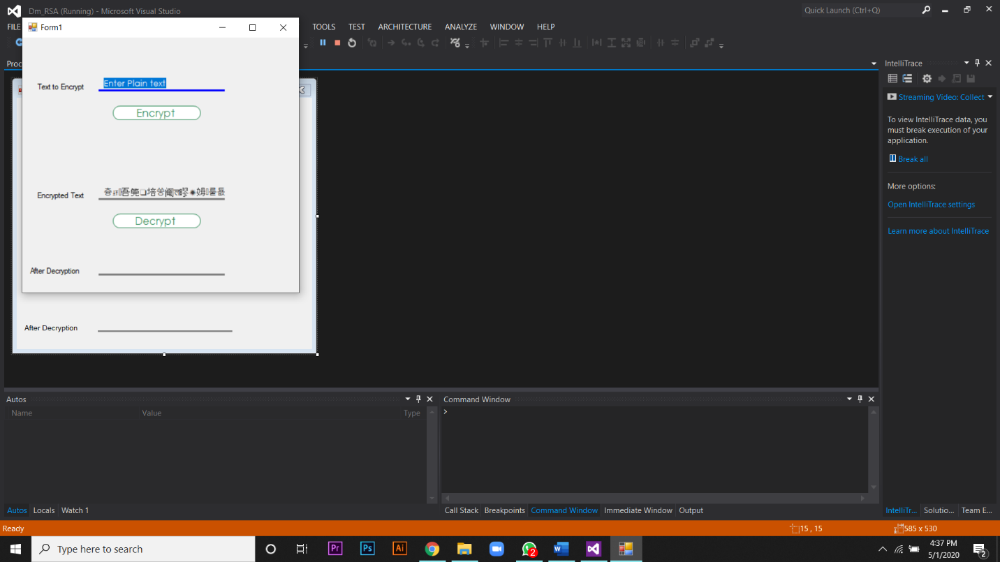 Dm_RSA (Running) - Microsoft Visual Studio
Quick Launch (Ctrl+Q)
FILE
TOOLS TEST ARCHITECTURE ANALYZE WINDOW HELP
Form1
Text to Encrypt Enter Plain text
Encrypt
Encrypted Text
Decrypt
After Decryption
After Decryption
IntelliTrace
Streaming Video: Collect
To view IntelliTrace data, you
must break execution of your
application.
Break all
More options:
Open IntelliTrace settings
Learn more about IntelliTrace
Autos
Name Value Type
Autos Locals Watch 1
Command Window
>
Call Stack Breakpoints Command Window Immediate Window Output
IntelliTr... Solutio... Team E...
Ready 15 , 15 585 x 530
Type here to search
Pr Ps Ai 2
4:37 PM
5/1/2020
2